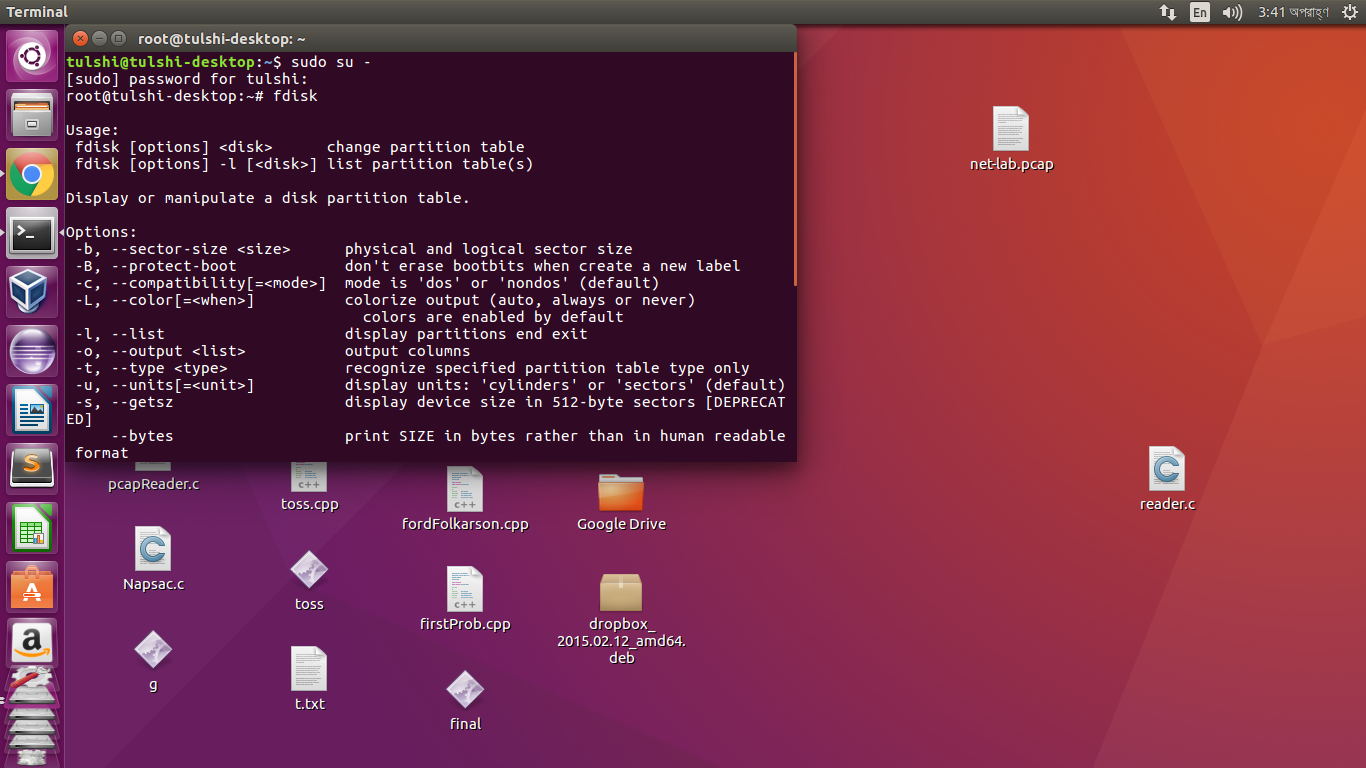 Terminal
En
3:41 অপরাহ্ণ
root@tulshi-desktop: ~
tulshi@tulshi-desktop:~$ sudo su -
[sudo] password for tulshi:
root@tulshi-desktop:~# fdisk
Usage:
fdisk [options] <disk> change partition table
fdisk [options] -l [<disk>] list partition table(s)
Display or manipulate a disk partition table.
Options:
-b, --sector-size <size> physical and logical sector size
-B, --protect-boot don't erase bootbits when create a new label
-c, --compatibility[=<mode>] mode is 'dos' or 'nondos' (default)
-L, --color[=<when>] colorize output (auto, always or never)
colors are enabled by default
-l, --list display partitions end exit
-o, --output <list> output columns
-t, --type <type> recognize specified partition table type only
-u, --units[=<unit>] display units: 'cylinders' or 'sectors' (default)
-s, --getsz display device size in 512-byte sectors [DEPRECAT
ED]
--bytes print SIZE in bytes rather than in human readable
format
net-lab.pcap
reader.c
pcapReader.c
toss.cpp
fordFolkarson.cpp
Google Drive
Napsac.c
toss
firstProb.cpp
dropbox_
2015.02.12_amd64.
deb
g
t.txt
final